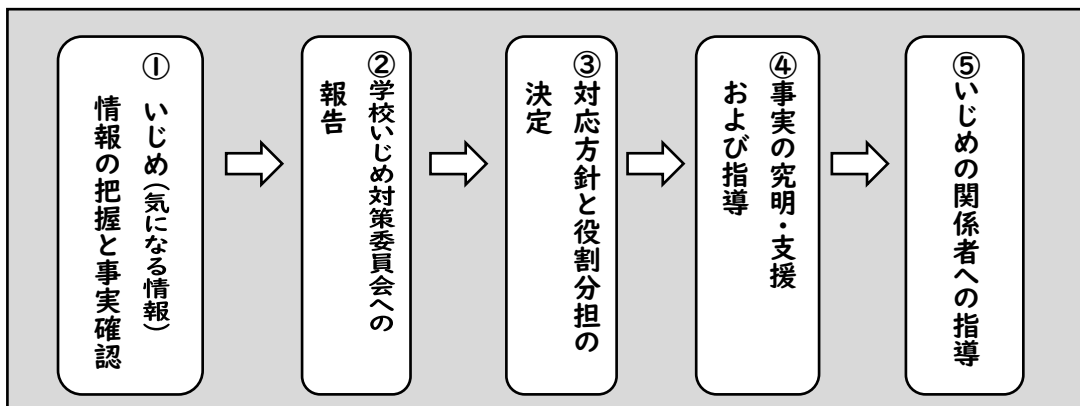 ① いじめ(気になる情報)
情報の把握と事実確認
②学校いじめ対策委員会への
報告
③対応方針と役割分担の
決定
④事実の究明・支援
および指導
⑤いじめの関係者への指導